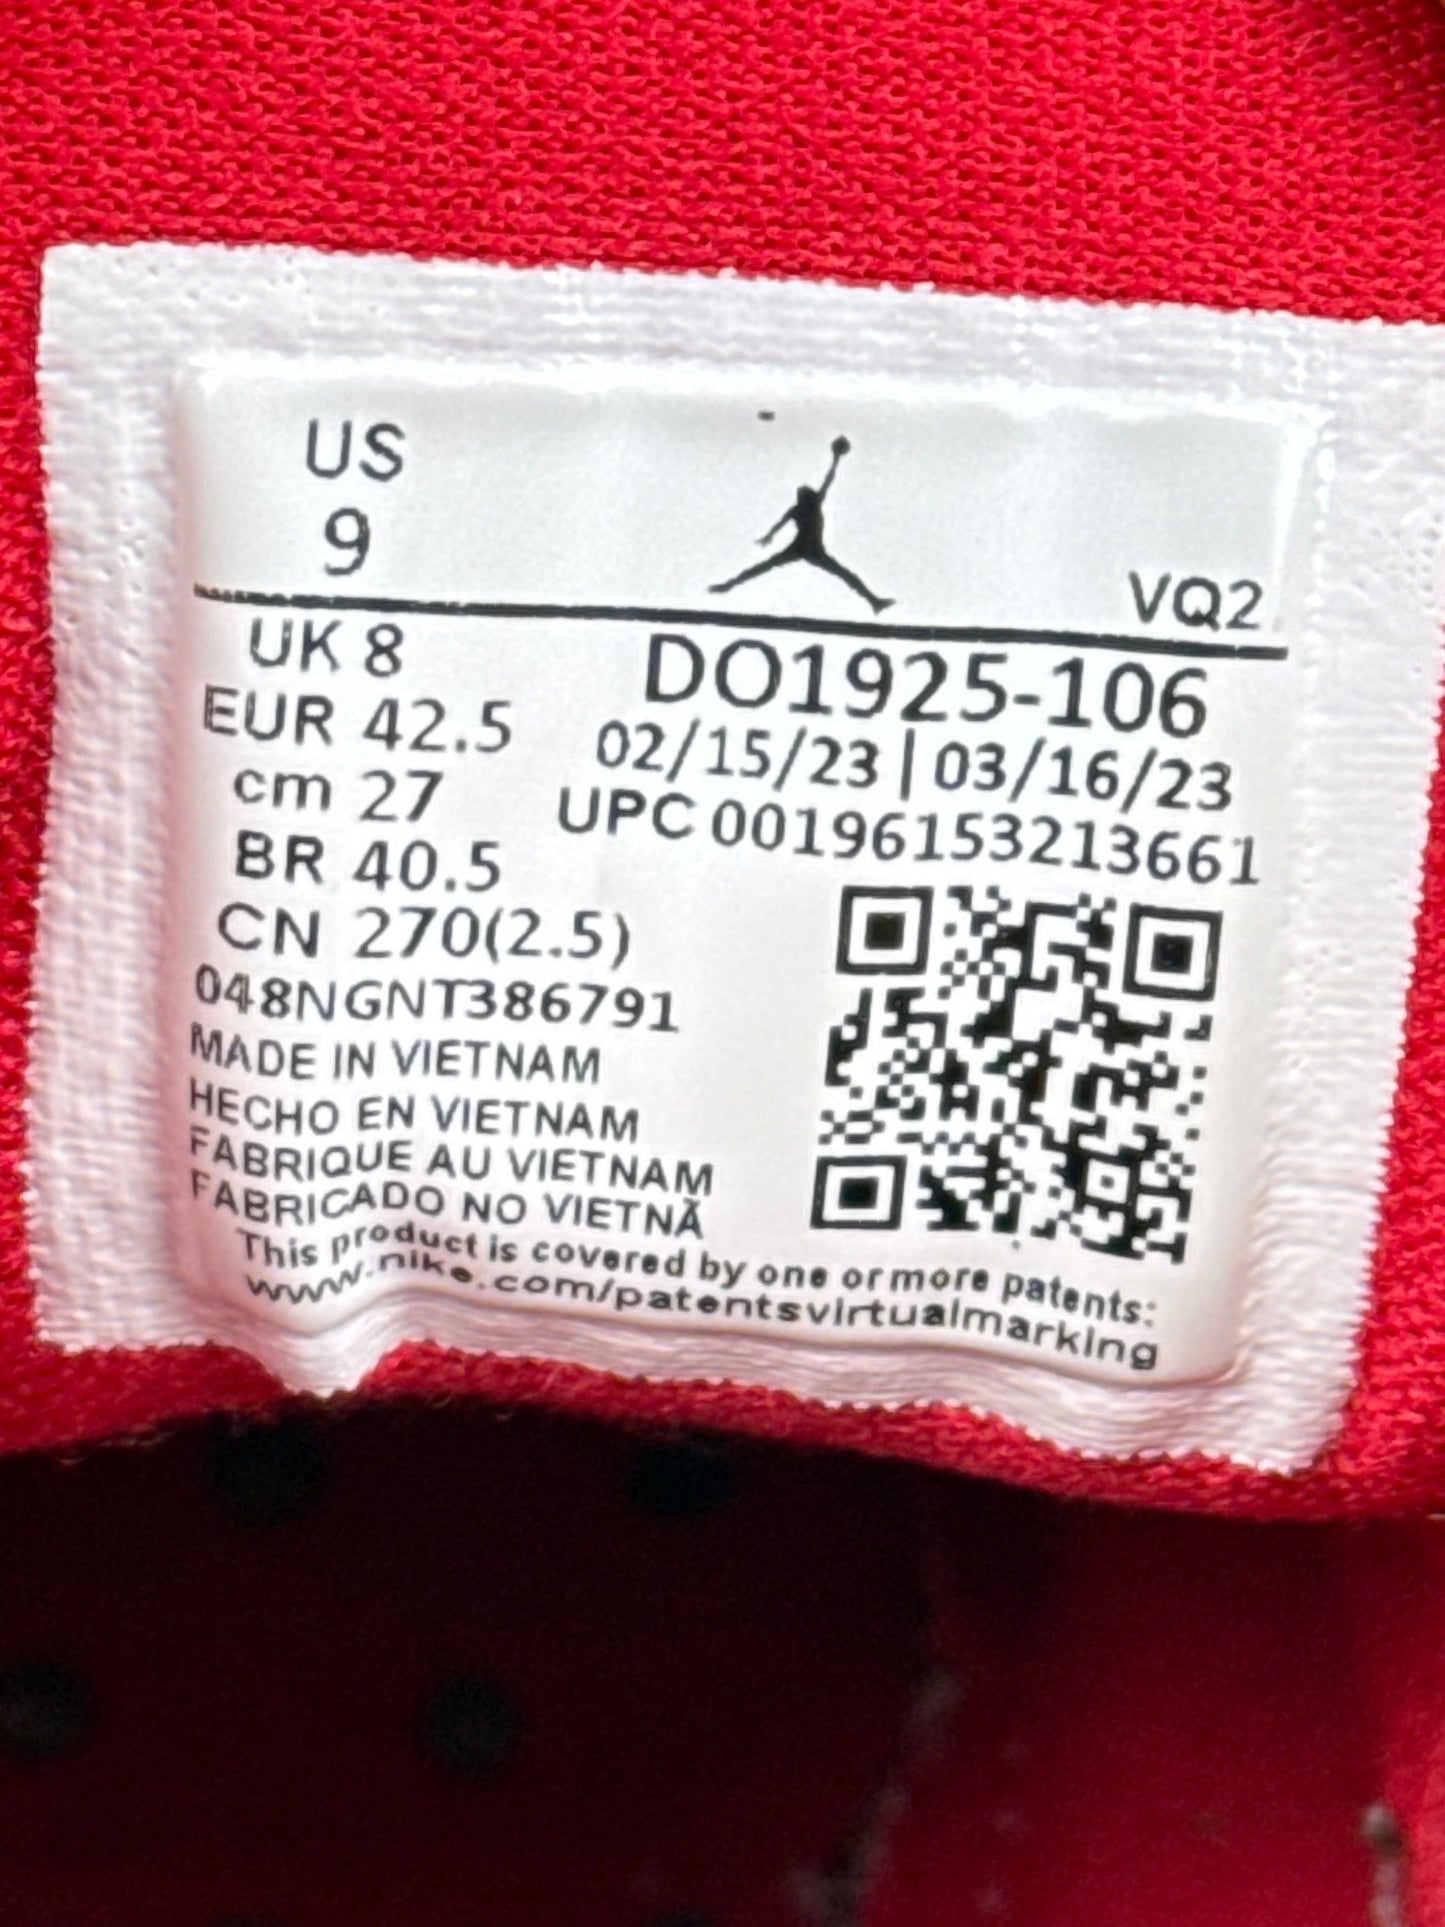 US
9
VQ2
UK 8
EUR 42.5
cm 27
BR 40.5
CN 270(2.5)
DO1925-106
02/15/23 | 03/16/23
UPC 00196153213661
048NGNT386791
MADE IN VIETNAM
HECHO EN VIETNAM
FABRIQUE AU VIETNAM
FABRICADO NO VIETNÃ
This product is covered by one or more patents:
www.nike.com/patentsvirtualmarking